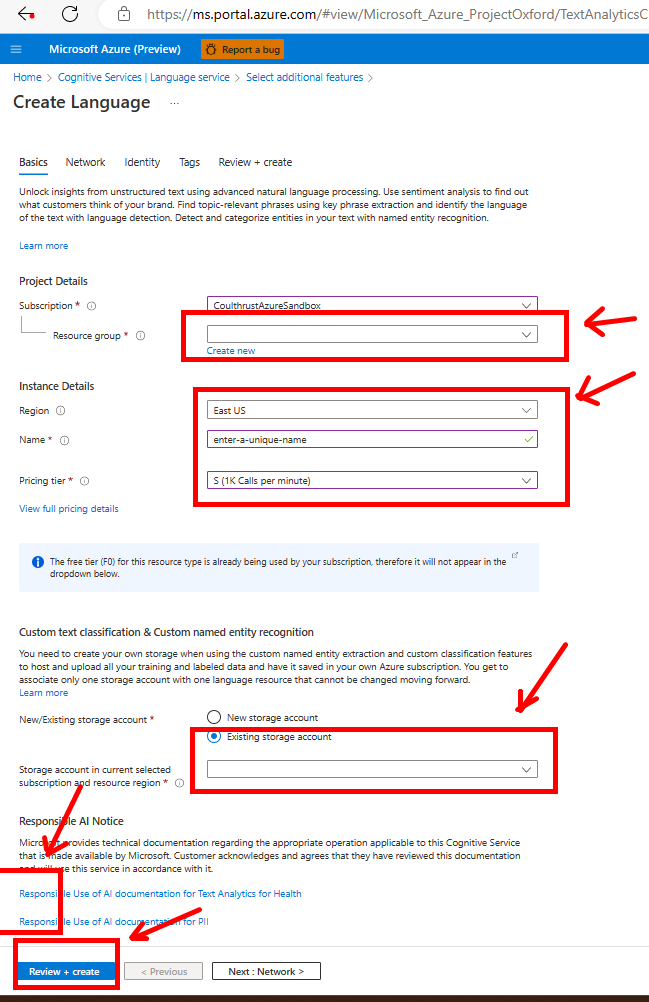 https://ms.portal.azure.com/#view/Microsoft_Azure_ProjectOxford/TextAnalyticsC
Microsoft Azure (Preview)
Report a bug
Home > Cognitive Services | Language service > Select additional features >
Create Language ...
Basics Network Identity Tags Review + create
Unlock insights from unstructured text using advanced natural language processing. Use sentiment analysis to find out
what customers think of your brand. Find topic-relevant phrases using key phrase extraction and identify the language
of the text with language detection. Detect and categorize entities in your text with named entity recognition.
Learn more
Project Details
Subscription * CoulthrustAzureSandbox
Resource group *
Create new
Instance Details
Region East US
Name * enter-a-unique-name
Pricing tier * S (1K Calls per minute)
View full pricing details
The free tier (F0) for this resource type is already being used by your subscription, therefore it will not appear in the
dropdown below.
Custom text classification & Custom named entity recognition
You need to create your own storage when using the custom named entity extraction and custom classification features
to host and upload all your training and labeled data and have it saved in your own Azure subscription. You get to
associate only one storage account with one language resource that cannot be changed moving forward.
Learn more
New/Existing storage account * New storage account
Existing storage account
Storage account in current selected
subscription and resource region *
Responsible AI Notice
Microsoft provides technical documentation regarding the appropriate operation applicable to this Cognitive Service
that is made available by Microsoft. Customer acknowledges and agrees that they have reviewed this documentation
and will use this service in accordance with it.
Responsible Use of AI documentation for Text Analytics for Health
Responsible Use of AI documentation for PII
Review + create < Previous Next : Network >